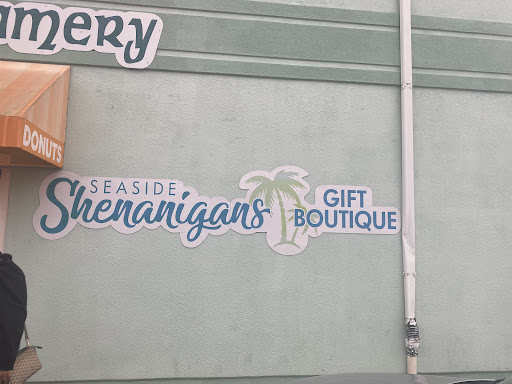 amery
DONUTS
SEASIDE
Shenanigans
GIFT
BOUTIQUE